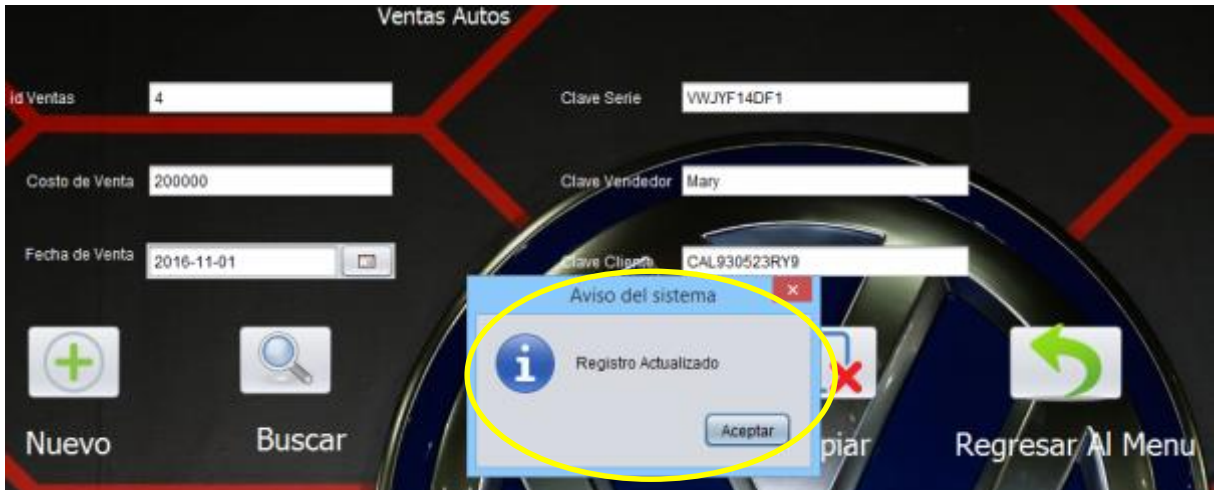 Ventas Autos
id Ventas 4 Clave Serie VWJYF14DF1
Costo de Venta 200000 Clave Vendedor Mary
Fecha de Venta 2016-11-01 Clave Cliente CAL930523RY9
Aviso del sistema
Registro Actualizado
Aceptar
Nuevo Buscar piar Regresar Al Menu